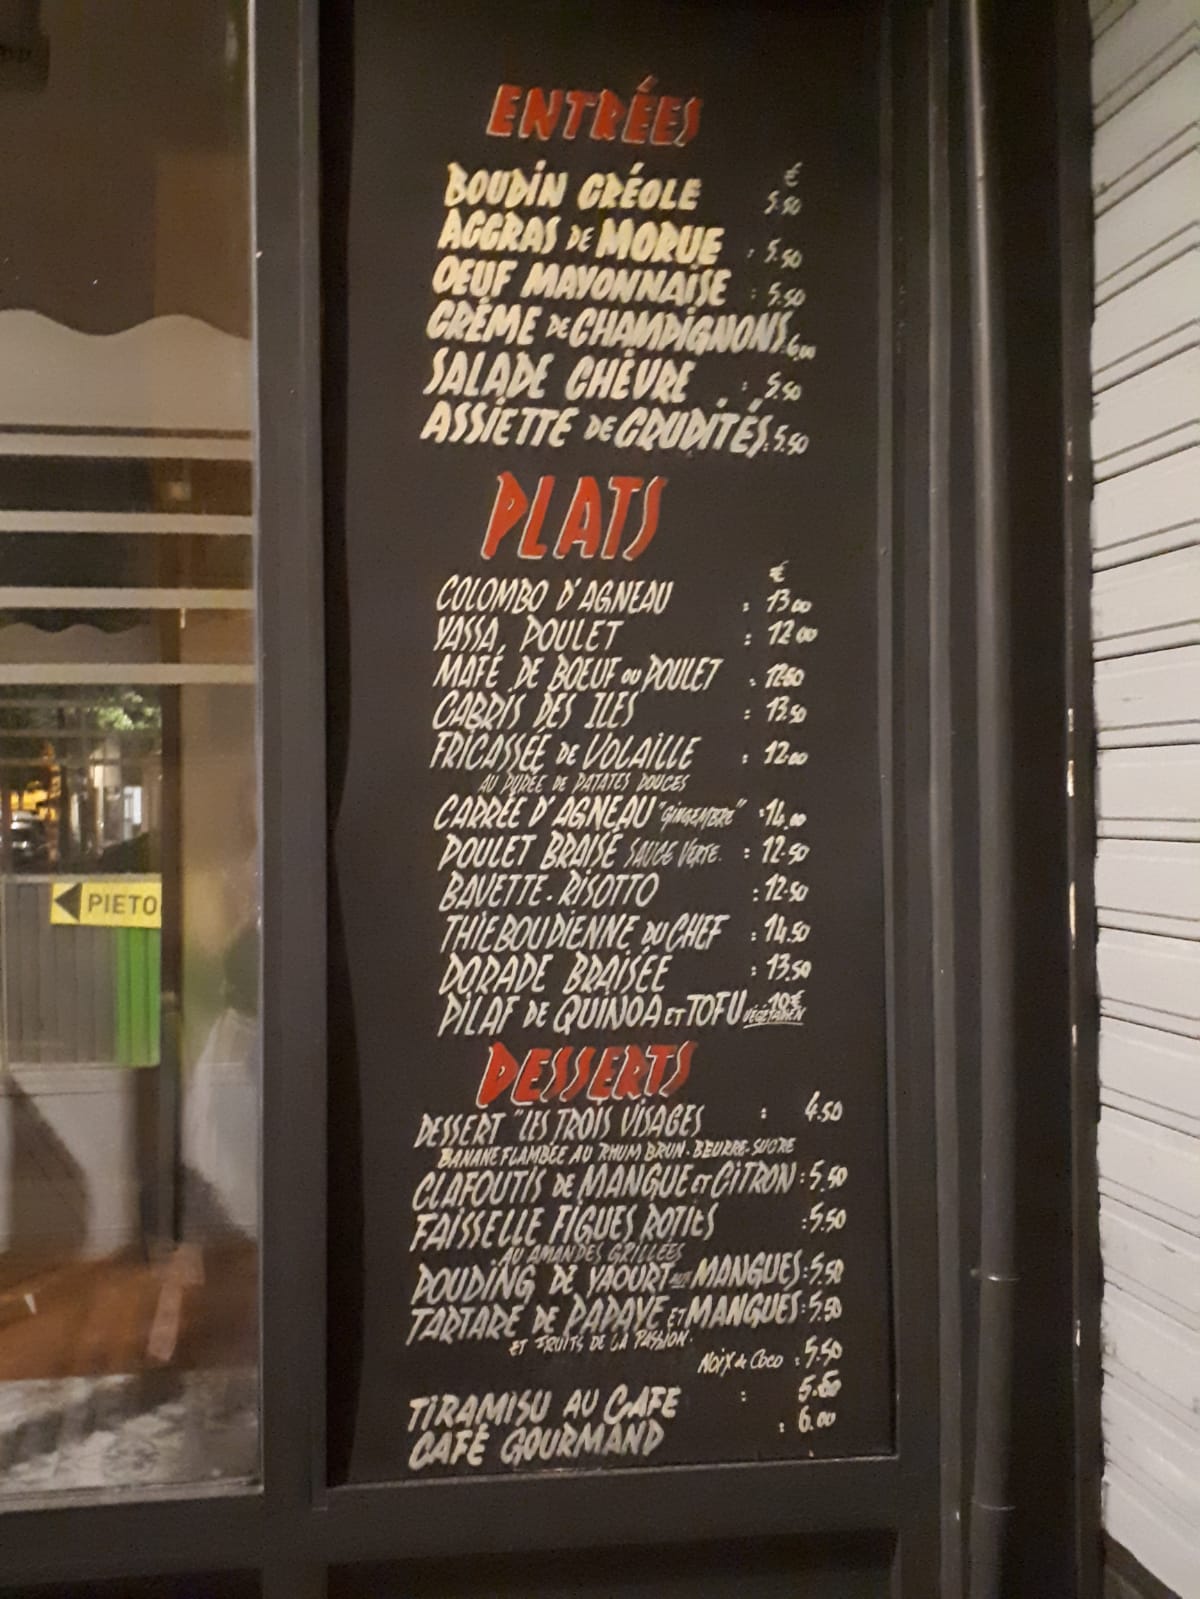 ENTRÉES
€
BOUDIN CRÉOLE 5.50
ACCRAS DE MORUE : 5.50
OEUF MAYONNAISE : 5.50
CRÈME DE CHAMPIGNONS : 6.00
SALADE CHÈVRE : 5.50
ASSIETTE DE CRUDITÉS : 5.50
PLATS
€
COLOMBO D'AGNEAU : 13.00
YASSA, POULET : 12.00
MAFÉ DE BOEUF OU POULET : 12.50
CABRIS DES ILES : 13.50
FRICASSÉE DE VOLAILLE : 12.00
AU PURÉE DE PATATES DOUCES
CARRÉE D'AGNEAU "GINGEMBRE" : 14.00
POULET BRAISÉ SAUCE VERTE : 12.50
BAVETTE - RISOTTO : 12.50
THIEBOUDIENNE DU CHEF : 14.50
DORADE BRAISÉE : 13.50
PILAF DE QUINOA ET TOFU 10€
VÉGÉTARIEN
DESSERTS
DESSERT "LES TROIS VISAGES : 4.50
BANANE FLAMBÉE AU RHUM BRUN. BEURRE-SUCRE
CLAFOUTIS DE MANGUE ET CITRON : 5.50
FAISSELLE FIGUES ROTIES : 5.50
AU AMANDES GRILLÉES
POUDING DE YAOURT AUX MANGUES : 5.50
TARTARE DE PAPAYE ET MANGUES : 5.50
ET FRUITS DE LA PASSION.
NOIX de COCO : 5.50
TIRAMISU AU CAFE : 5.50
CAFÉ GOURMAND : 6.00
PIETO